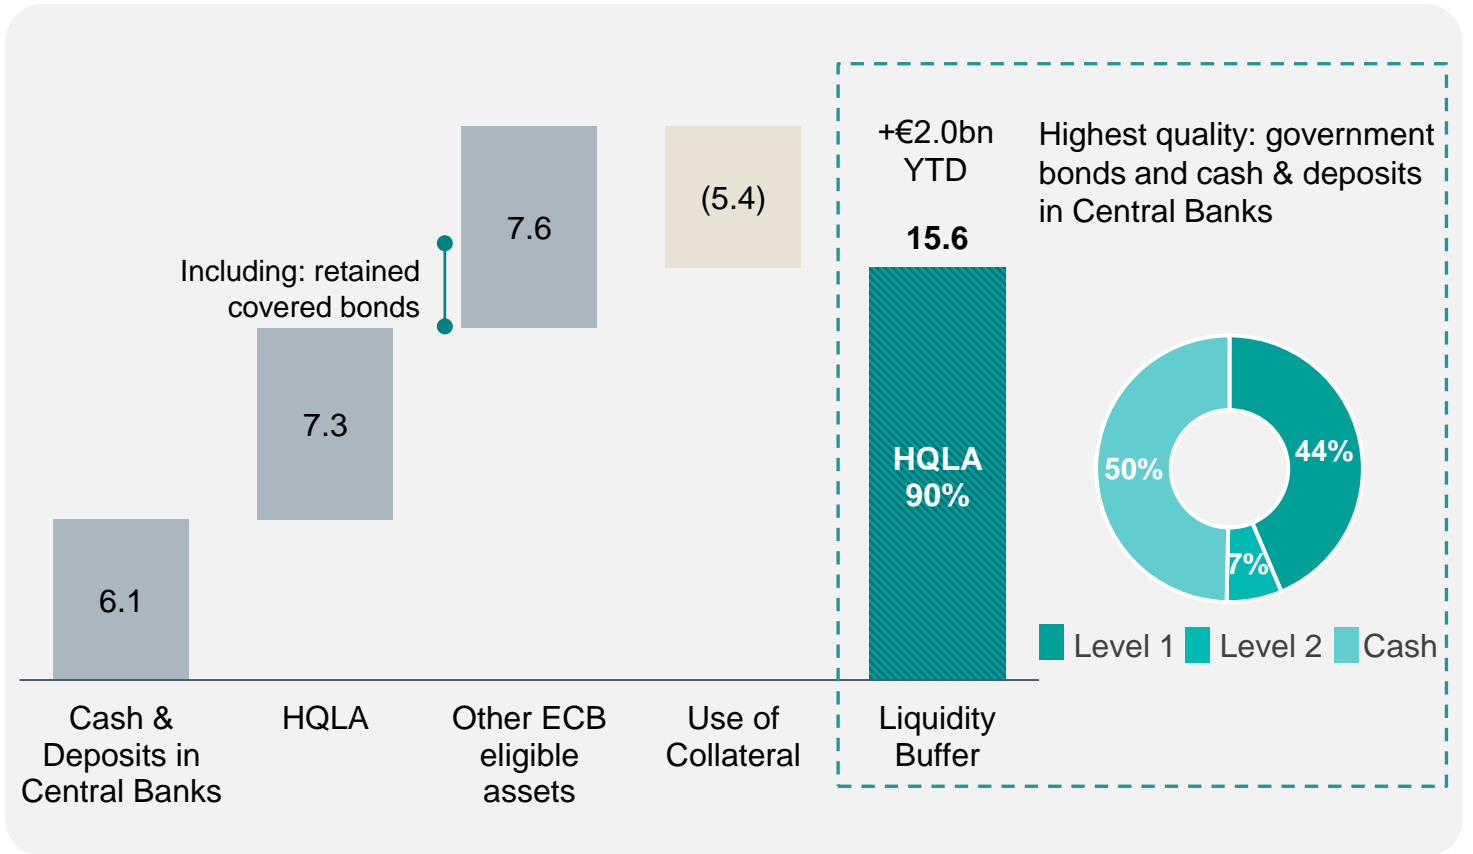 +€2.0bn
YTD
15.6
Highest quality: government
bonds and cash & deposits
in Central Banks
7.6
(5.4)
Including: retained
covered bonds
7.3
6.1
HQLA
90%
50%
44%
7%
Level 1
Level 2
Cash
Cash &
Deposits in
Central Banks
HQLA
Other ECB
eligible
assets
Use of
Collateral
Liquidity
Buffer